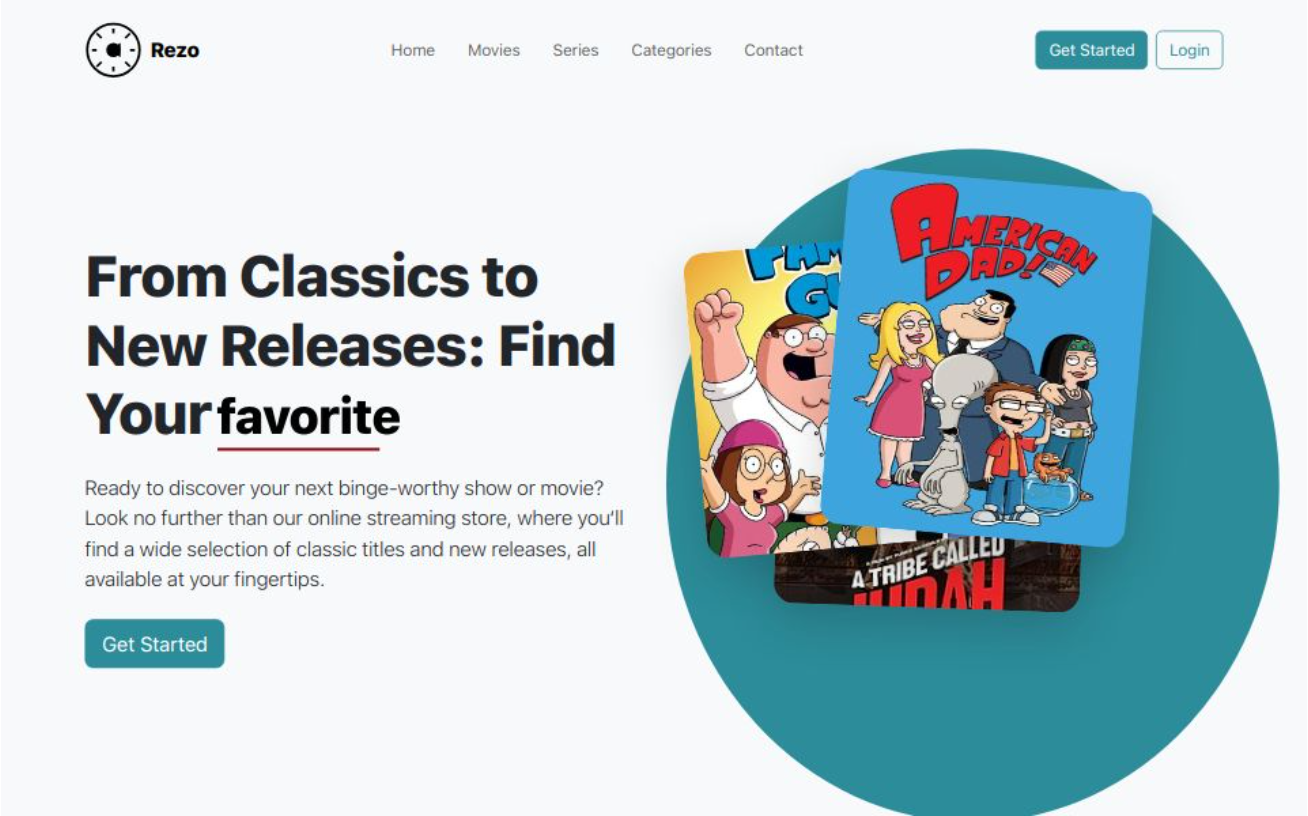 Rezo
Home Movies Series Categories Contact
Get Started Login
From Classics to
New Releases: Find
Your favorite
Ready to discover your next binge-worthy show or movie?
Look no further than our online streaming store, where you'll
find a wide selection of classic titles and new releases, all
available at your fingertips.
Get Started
AMERICAN
DAD!
A TRIBE CALLED
JUDAH